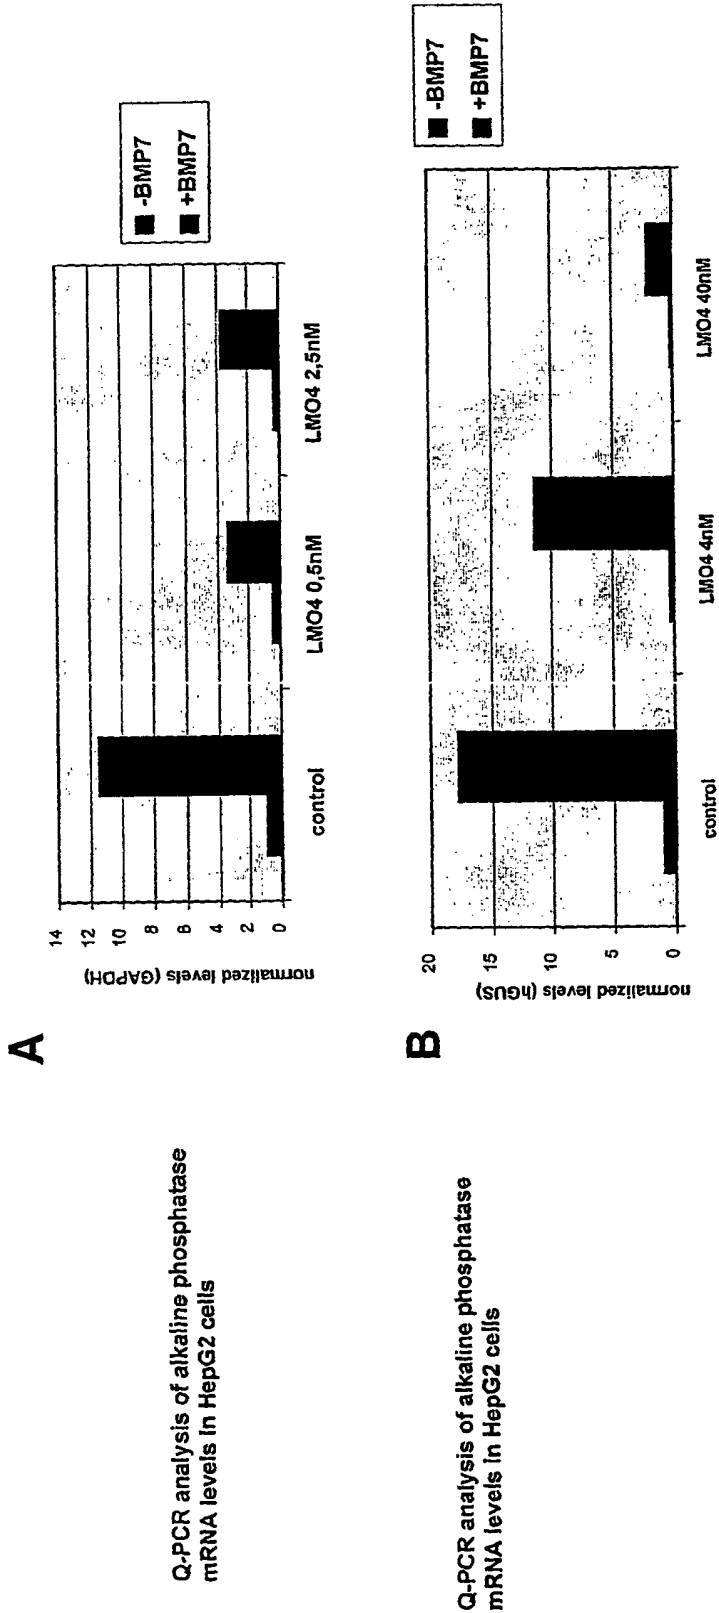 A
Q-PCR analysis of alkaline phosphatase
mRNA levels in HepG2 cells
normalized levels (GAPDH)
14
12
10
8
6
4
2
0
control
LMO4 0,5nM
LMO4 2,5nM
-BMP7
+BMP7
B
Q-PCR analysis of alkaline phosphatase
mRNA levels in HepG2 cells
normalized levels (hGUS)
20
15
10
5
0
control
LMO4 4nM
LMO4 40nM
-BMP7
+BMP7